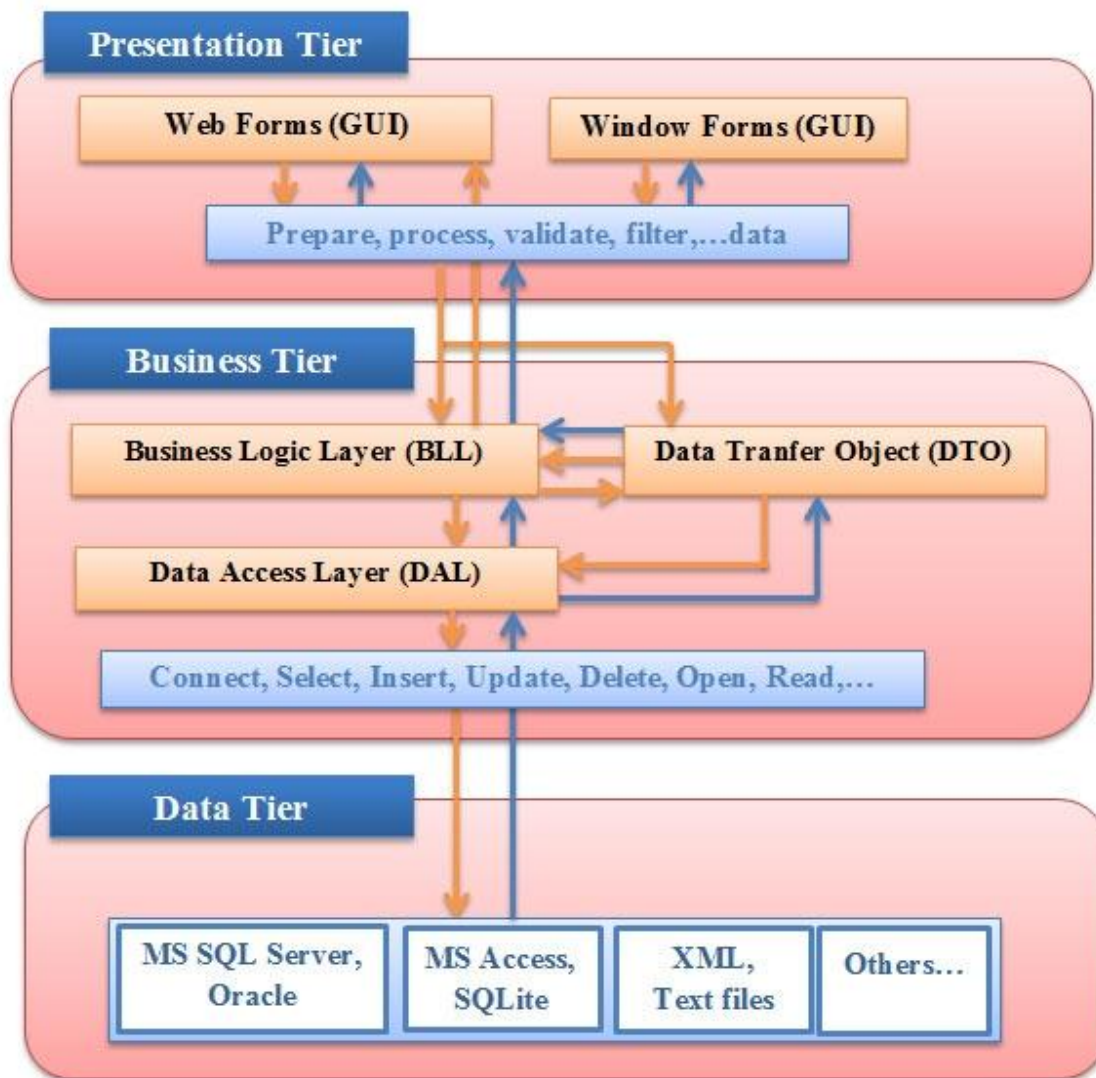 Presentation Tier
Web Forms (GUI)
Window Forms (GUI)
Prepare, process, validate, filter,...data
Business Tier
Business Logic Layer (BLL)
Data Tranfer Object (DTO)
Data Access Layer (DAL)
Connect, Select, Insert, Update, Delete, Open, Read,...
Data Tier
MS SQL Server,
Oracle
MS Access,
SQLite
XML,
Text files
Others...